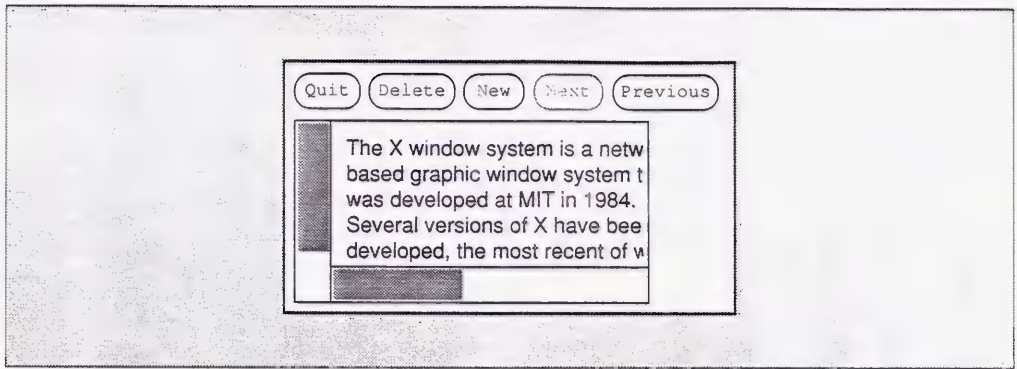 Quit Delete New Next Previous
The X window system is a netw
based graphic window system t
was developed at MIT in 1984.
Several versions of X have bee
developed, the most recent of w